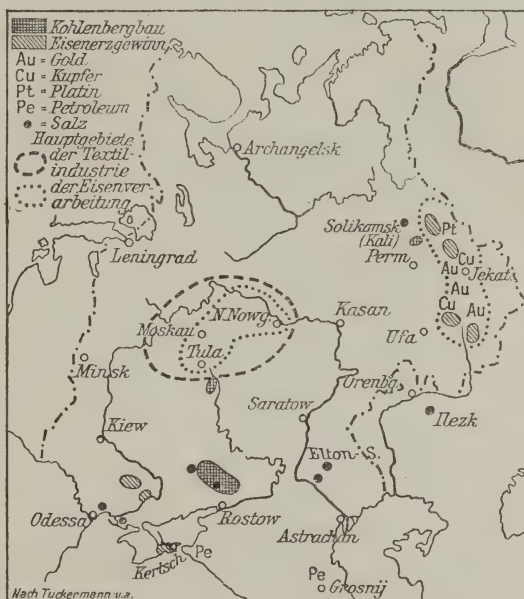 Kohlenbergbau
Eisenerzgewinn.
Au = Gold
Cu = Kupfer
Pt = Platin
Pe = Petroleum
= Salz
Hauptgebiete
der Textil-
industrie
der Eisenver-
arbeitung
Archangelsk
Leningrad
Solikamsk
(Kali)
Pt
Perm
Cu
Au
Jekat.
Au
Cu
Au
N.Nowg.
Kasan
Moskau
Tula
Ufa
Minsk
Orenbg.
Saratow
Ilezk
Kiew
Elton-S.
Odessa
Rostow
Astrachan
Kertsch
Pe
Pe
Grosnij
Nach Tuckermann u.a.